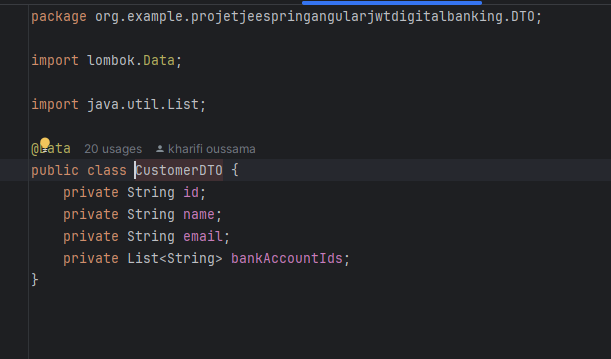 package org.example.projetjeespringangularjwtdigitalbanking.DTO;
import lombok.Data;
import java.util.List;
@Data 20 usages kharifi oussama
public class CustomerDTO {
private String id;
private String name;
private String email;
private List<String> bankAccountIds;
}